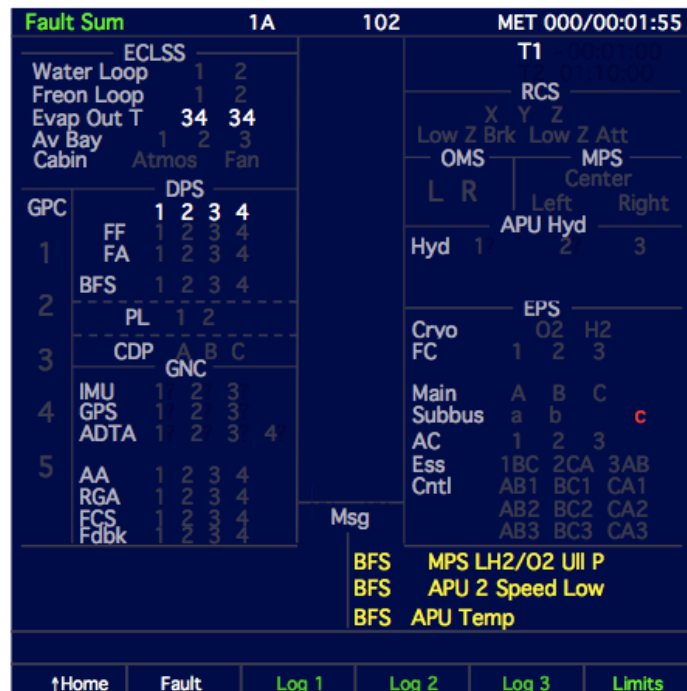 Fault Sum 1A 102 MET 000/00:01:55
T1 -00:01:00
T2 01:10:00
ECLSS
Water Loop 1 2
Freon Loop 1 2
Evap Out T 34 34
Av Bay 1 2 3
Cabin Atmos Fan
RCS
X Y Z
Low Z Brk Low Z Att
OMS MPS
L R Center
Left Right
DPS
GPC 1 2 3 4
FF 1 2 3 4
1 FA 1 2 3 4
BFS 1 2 3 4
2 PL 1 2
3 CDP A B C
APU Hyd
Hyd 1 2 3
GNC
IMU 1 2 3
4 GPS 1 2 3
ADTA 1 2 3 4
5 AA 1 2 3 4
RGA 1 2 3 4
FCS 1 2 3 4
Fdbk 1 2 3 4
EPS
Cryo O2 H2
FC 1 2 3
Main A B C
Subbus a b c
AC 1 2 3
Ess 1BC 2CA 3AB
Cntl AB1 BC1 CA1
AB2 BC2 CA2
AB3 BC3 CA3
Msg
BFS MPS LH2/O2 Ull P
BFS APU 2 Speed Low
BFS APU Temp
↑Home Fault Log 1 Log 2 Log 3 Limits